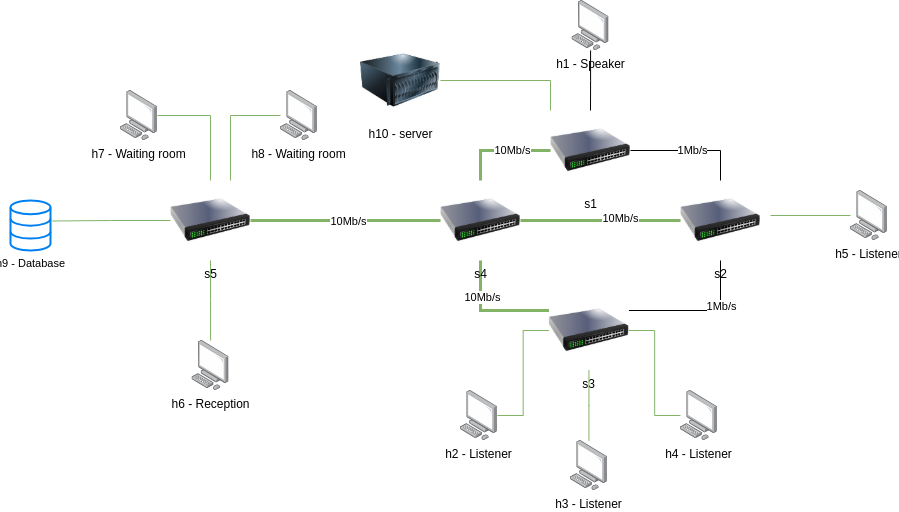 h1 - Speaker
h10 - server
h7 - Waiting room
h8 - Waiting room
10Mb/s
1Mb/s
s1
10Mb/s
10Mb/s
h5 - Listener
h9 - Database
s5
s4
s2
10Mb/s
1Mb/s
s3
h6 - Reception
h2 - Listener
h4 - Listener
h3 - Listener